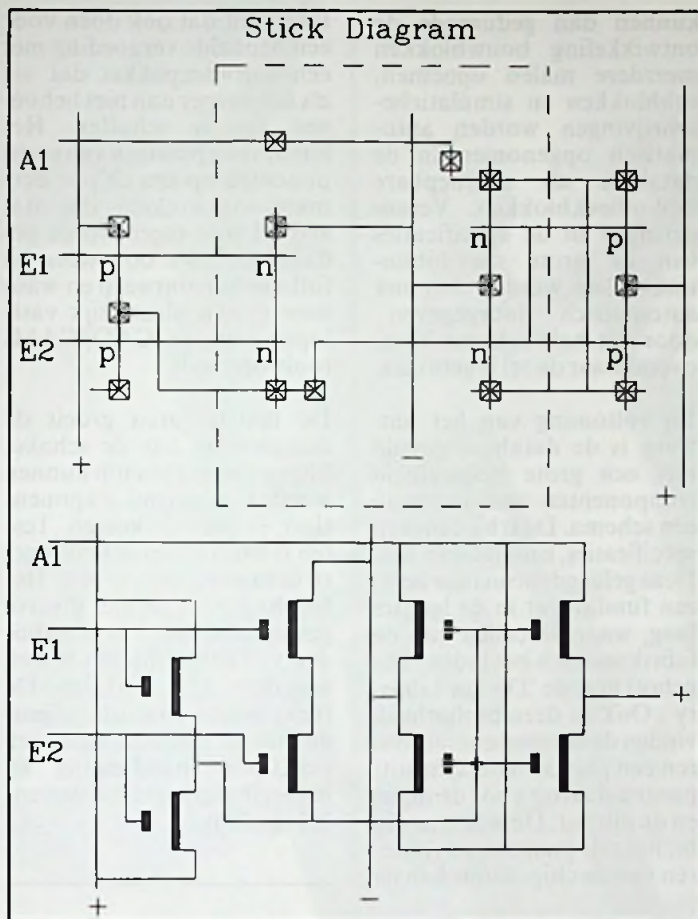 Stick Diagram
A1
n p
E1 p n
E2 p n n p
+ − +
A1
E1
+
E2
+ −